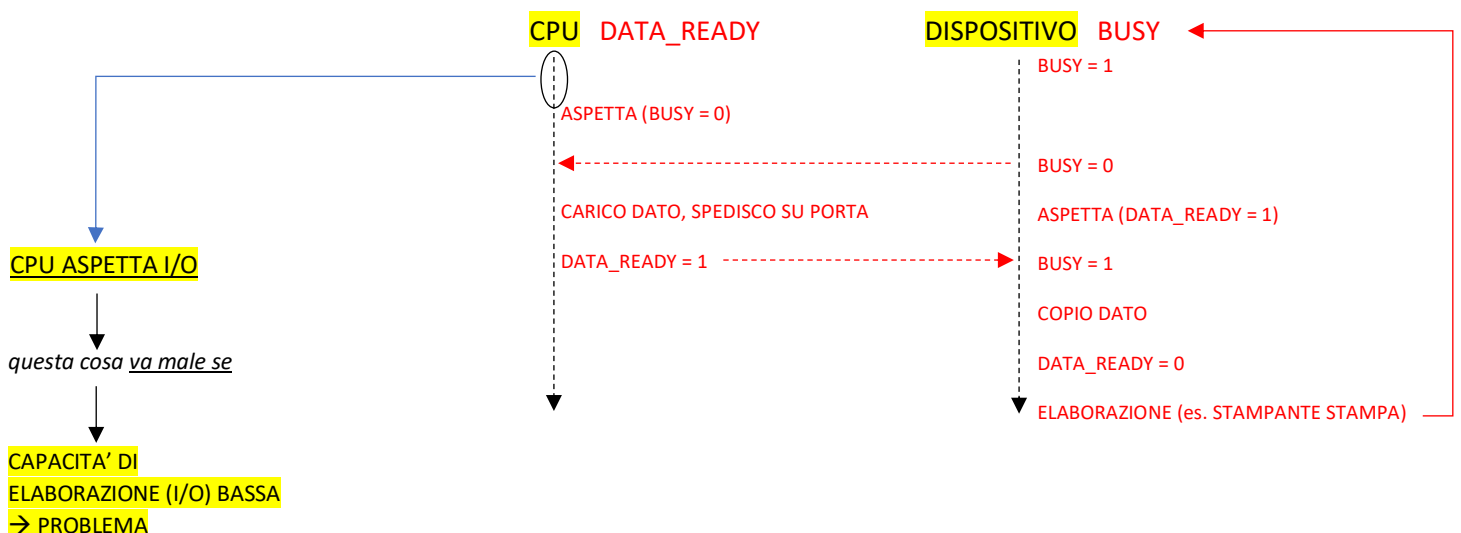 CPU DATA_READY DISPOSITIVO BUSY
BUSY = 1
ASPETTA (BUSY = 0)
BUSY = 0
CARICO DATO, SPEDISCO SU PORTA ASPETTA (DATA_READY = 1)
CPU ASPETTA I/O DATA_READY = 1 BUSY = 1
COPIO DATO
questa cosa va male se DATA_READY = 0
ELABORAZIONE (es. STAMPANTE STAMPA)
CAPACITA’ DI
ELABORAZIONE (I/O) BASSA
→ PROBLEMA